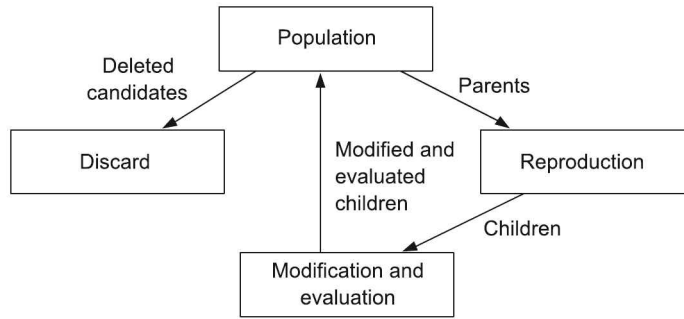 Population
Deleted
candidates
Parents
Discard
Modified and
evaluated
children
Reproduction
Children
Modification and
evaluation